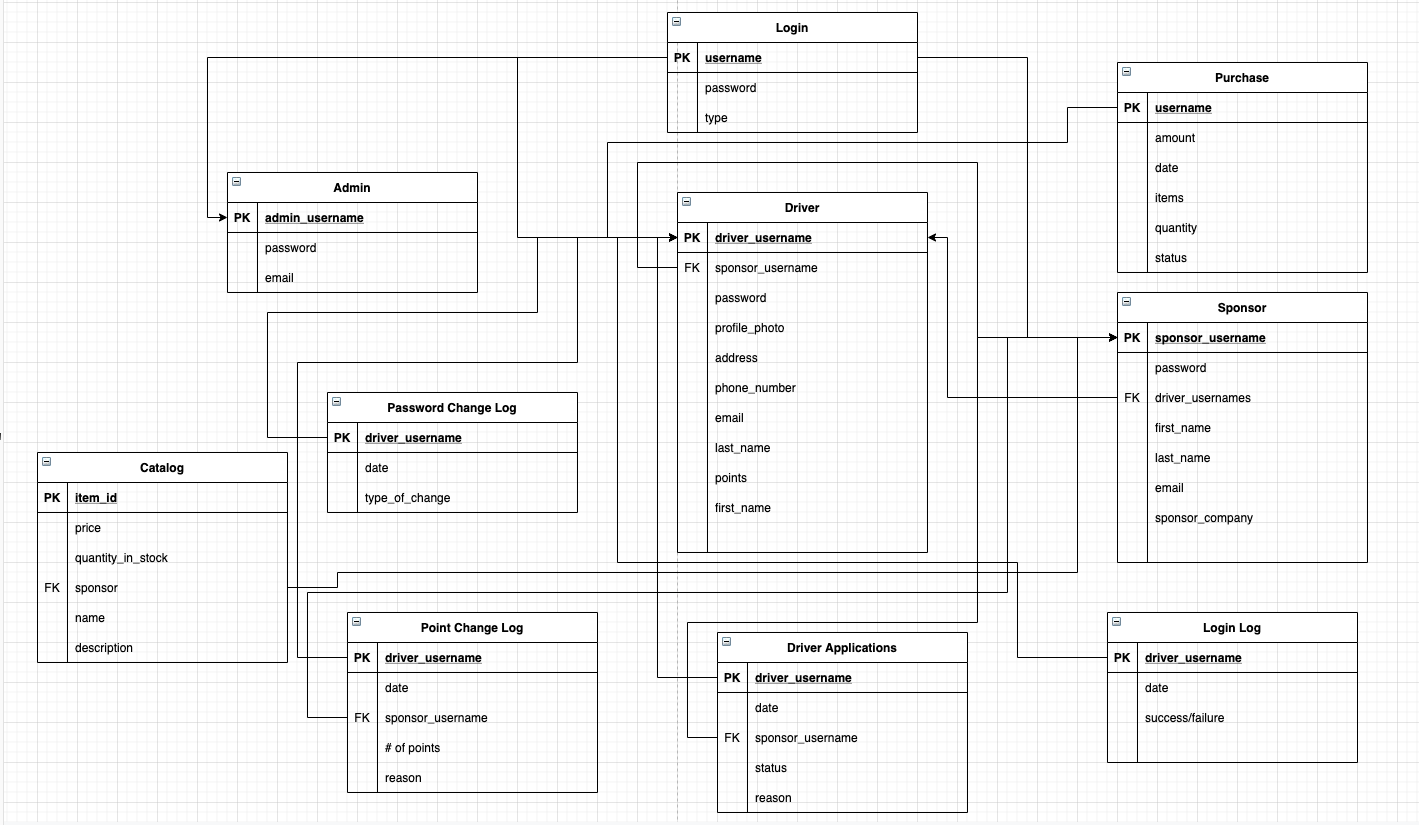 Login
PK username
password
type
Purchase
PK username
amount
date
items
quantity
status
Admin
PK admin_username
password
email
Driver
PK driver_username
FK sponsor_username
password
profile_photo
address
phone_number
email
last_name
points
first_name
Sponsor
PK sponsor_username
password
FK driver_usernames
first_name
last_name
email
sponsor_company
Password Change Log
PK driver_username
date
type_of_change
Catalog
PK item_id
price
quantity_in_stock
FK sponsor
name
description
Point Change Log
PK driver_username
date
FK sponsor_username
# of points
reason
Driver Applications
PK driver_username
date
FK sponsor_username
status
reason
Login Log
PK driver_username
date
success/failure